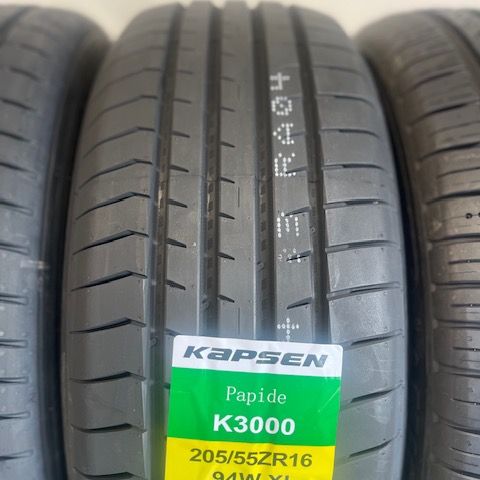 KAPSEN
Papide
K3000
205/55ZR16
94W XL